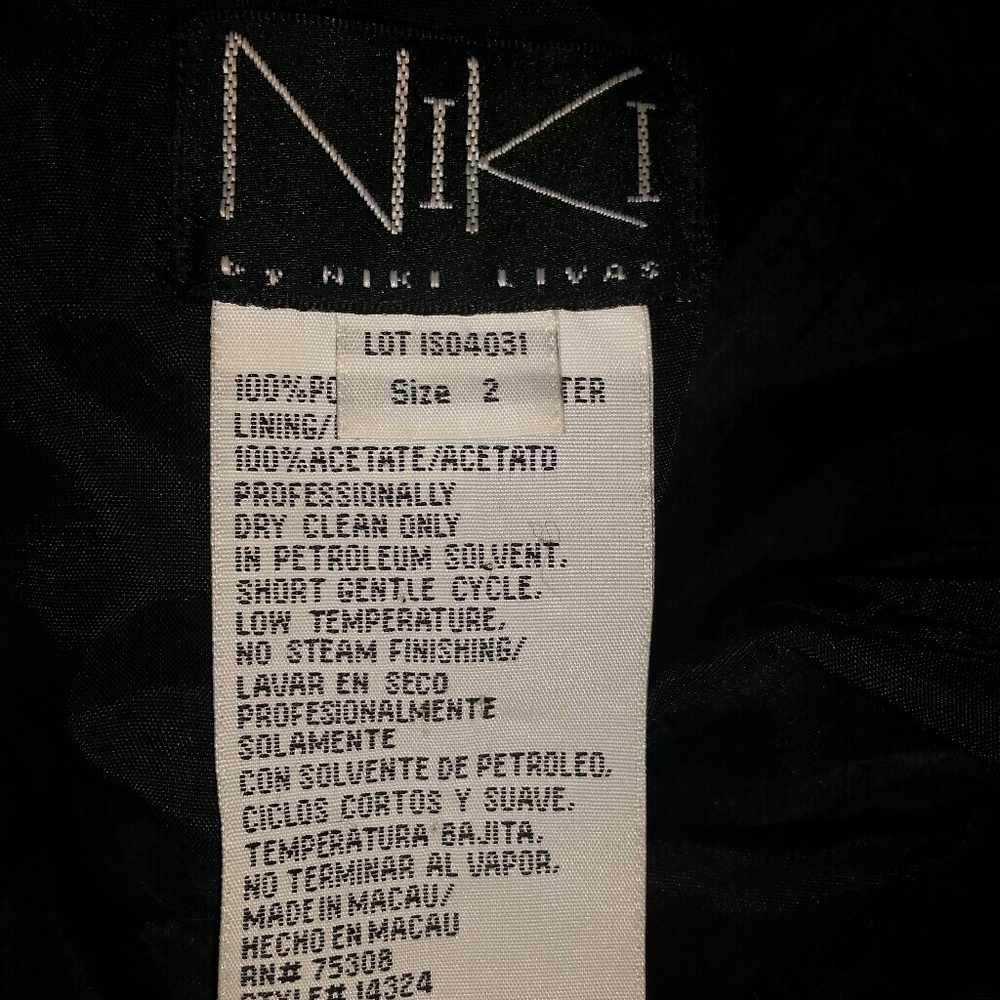 NIKI
by NIKI LIVAS
LOT IS04031
Size 2
100%PO TER
LINING/
100%ACETATE/ACETATO
PROFESSIONALLY
DRY CLEAN ONLY
IN PETROLEUM SOLVENT.
SHORT GENTLE CYCLE.
LOW TEMPERATURE.
NO STEAM FINISHING/
LAVAR EN SECO
PROFESIONALMENTE
SOLAMENTE
CON SOLVENTE DE PETROLEO.
CICLOS CORTOS Y SUAVE.
TEMPERATURA BAJITA.
NO TERMINAR AL VAPOR.
MADE IN MACAU/
HECHO EN MACAU
RN# 75308
STYLE# 14324